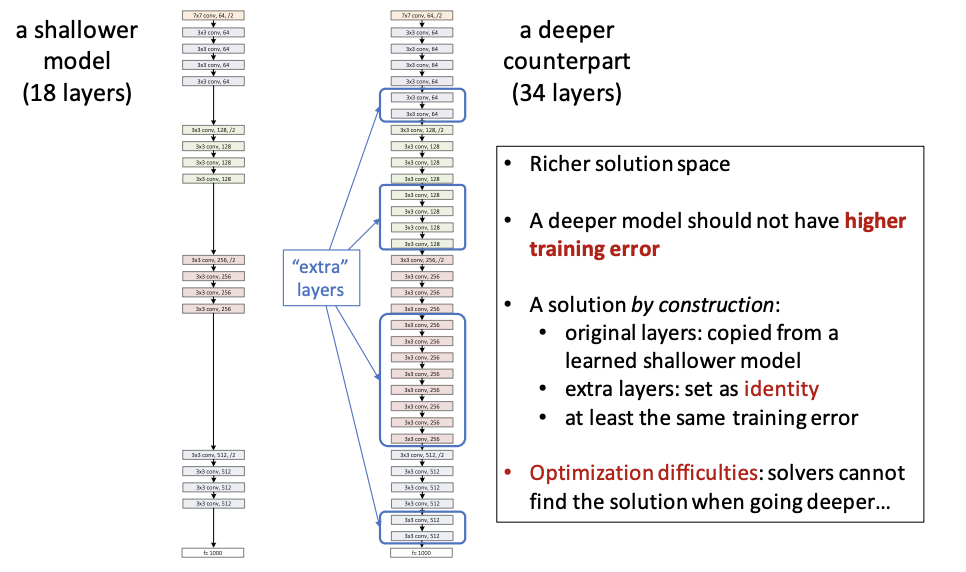 a shallower
model
(18 layers)
7x7 conv, 64, /2
3x3 conv, 64
3x3 conv, 64
3x3 conv, 64
3x3 conv, 64
3x3 conv, 128, /2
3x3 conv, 128
3x3 conv, 128
3x3 conv, 128
3x3 conv, 256, /2
3x3 conv, 256
3x3 conv, 256
3x3 conv, 256
3x3 conv, 512, /2
3x3 conv, 512
3x3 conv, 512
3x3 conv, 512
fc 1000
“extra”
layers
7x7 conv, 64, /2
3x3 conv, 64
3x3 conv, 64
3x3 conv, 64
3x3 conv, 64
3x3 conv, 64
3x3 conv, 64
3x3 conv, 128, /2
3x3 conv, 128
3x3 conv, 128
3x3 conv, 128
3x3 conv, 128
3x3 conv, 128
3x3 conv, 128
3x3 conv, 128
3x3 conv, 256, /2
3x3 conv, 256
3x3 conv, 256
3x3 conv, 256
3x3 conv, 256
3x3 conv, 256
3x3 conv, 256
3x3 conv, 256
3x3 conv, 256
3x3 conv, 256
3x3 conv, 256
3x3 conv, 256
3x3 conv, 512, /2
3x3 conv, 512
3x3 conv, 512
3x3 conv, 512
3x3 conv, 512
3x3 conv, 512
fc 1000
a deeper
counterpart
(34 layers)
• Richer solution space
• A deeper model should not have higher
training error
• A solution by construction:
• original layers: copied from a
learned shallower model
• extra layers: set as identity
• at least the same training error
• Optimization difficulties: solvers cannot
find the solution when going deeper…